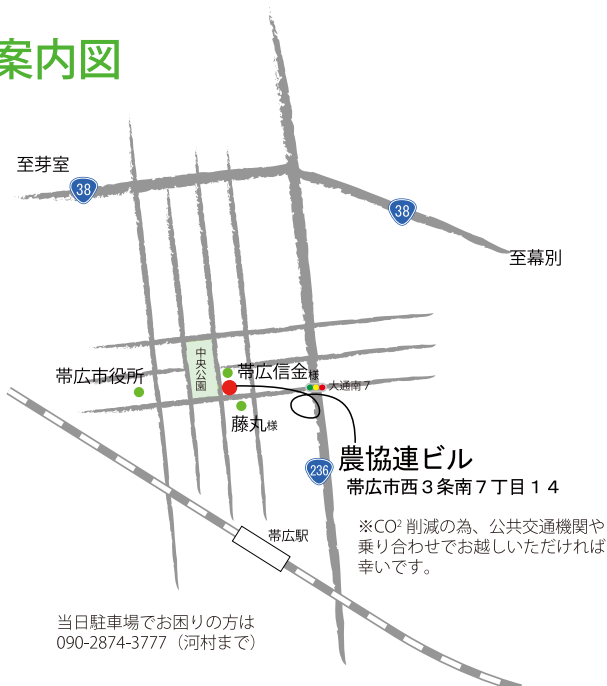 案内図
至芽室
38
38
至幕別
中央公園
帯広信金様
帯広市役所
大通南7
藤丸様
農協連ビル
236
帯広市西3条南7丁目14
帯広駅
※CO² 削減の為、公共交通機関や
乗り合わせでお越しいただければ
幸いです。
当日駐車場でお困りの方は
090-2874-3777（河村まで）